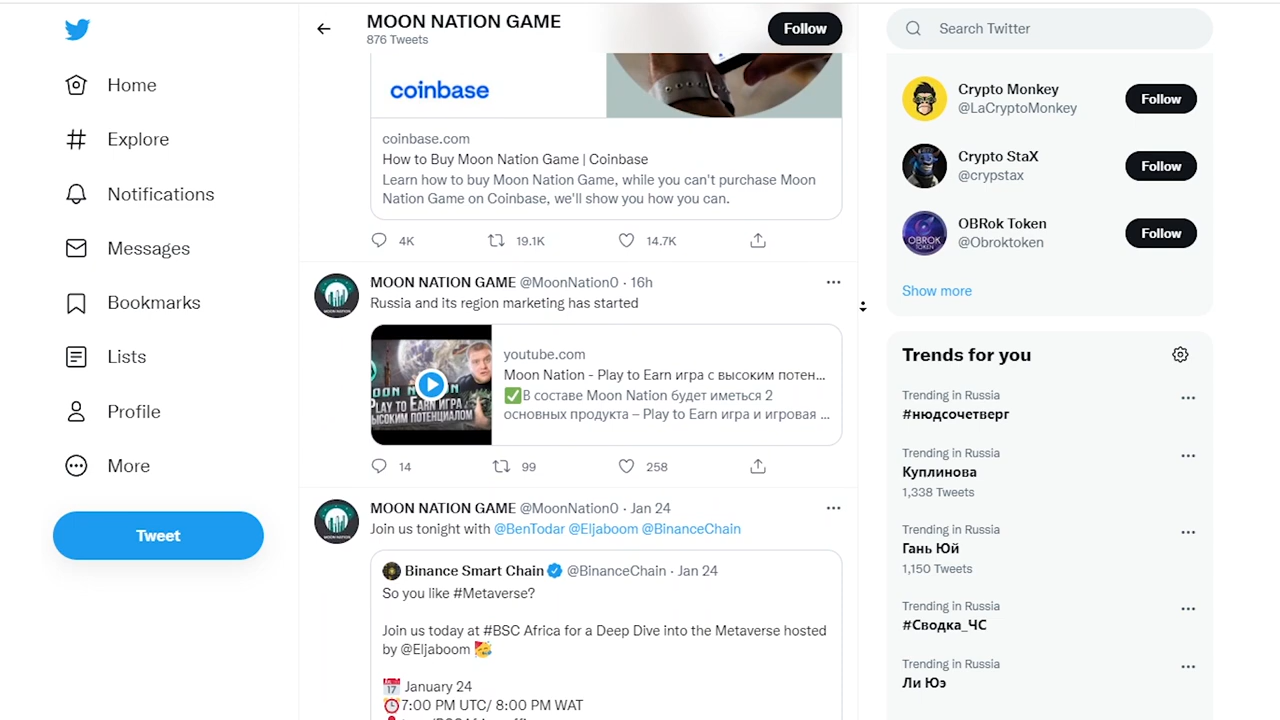 Home
Explore
Notifications
Messages
Bookmarks
Lists
Profile
More
Tweet
MOON NATION GAME
876 Tweets
Follow
coinbase
coinbase.com
How to Buy Moon Nation Game | Coinbase
Learn how to buy Moon Nation Game, while you can't purchase Moon
Nation Game on Coinbase, we'll show you how you can.
4K 19.1K 14.7K
MOON NATION GAME @MoonNation0 · 16h
Russia and its region marketing has started
PLAY TO EARN ИГРА
youtube.com
Moon Nation - Play to Earn игра с высоким потен...
✅В составе Moon Nation будет иметься 2
основных продукта – Play to Earn игра и игровая ...
14 99 258
MOON NATION GAME @MoonNation0 · Jan 24
Join us tonight with @BenTodar @Eljaboom @BinanceChain
Binance Smart Chain @BinanceChain · Jan 24
So you like #Metaverse?
Join us today at #BSC Africa for a Deep Dive into the Metaverse hosted
by @Eljaboom 🥳
📅 January 24
⏰7:00 PM UTC/ 8:00 PM WAT
Search Twitter
Crypto Monkey
@LaCryptoMonkey
Follow
Crypto StaX
@crypstax
Follow
OBROK
TOKEN
OBRok Token
@Obroktoken
Follow
Show more
Trends for you
Trending in Russia
#нюдсочетверг
Trending in Russia
Куплинова
1,338 Tweets
Trending in Russia
Гань Юй
1,150 Tweets
Trending in Russia
#Сводка_ЧС
Trending in Russia
Ли Юэ